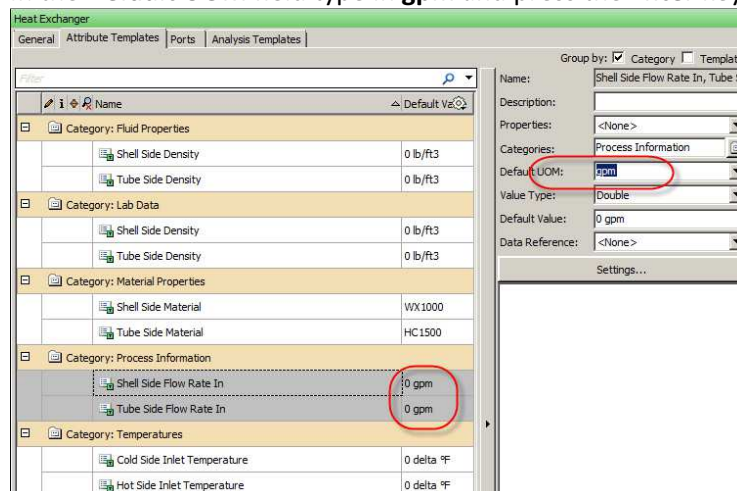 Heat Exchanger
General Attribute Templates Ports Analysis Templates
Group by: Category Templat
Filter
Name Default Va
Category: Fluid Properties
Shell Side Density 0 lb/ft3
Tube Side Density 0 lb/ft3
Category: Lab Data
Shell Side Density 0 lb/ft3
Tube Side Density 0 lb/ft3
Category: Material Properties
Shell Side Material WX1000
Tube Side Material HC1500
Category: Process Information
Shell Side Flow Rate In 0 gpm
Tube Side Flow Rate In 0 gpm
Category: Temperatures
Cold Side Inlet Temperature 0 delta °F
Hot Side Inlet Temperature 0 delta °F
Name: Shell Side Flow Rate In, Tube S
Description:
Properties: <None>
Categories: Process Information
Default UOM: gpm
Value Type: Double
Default Value: 0 gpm
Data Reference: <None>
Settings...